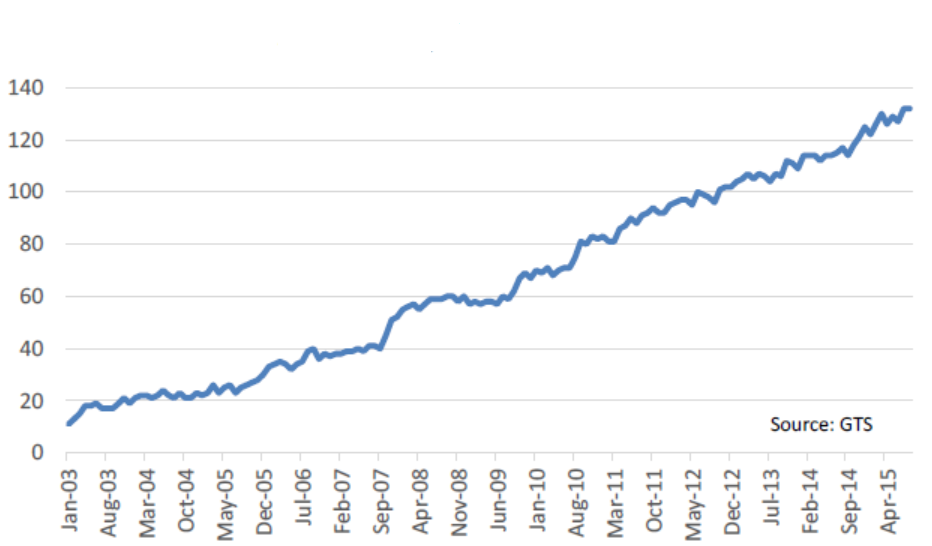 140
120
100
80
60
40
20
0
Source: GTS
Jan-03
Aug-03
Mar-04
Oct-04
May-05
Dec-05
Jul-06
Feb-07
Sep-07
Apr-08
Nov-08
Jun-09
Jan-10
Aug-10
Mar-11
Oct-11
May-12
Dec-12
Jul-13
Feb-14
Sep-14
Apr-15